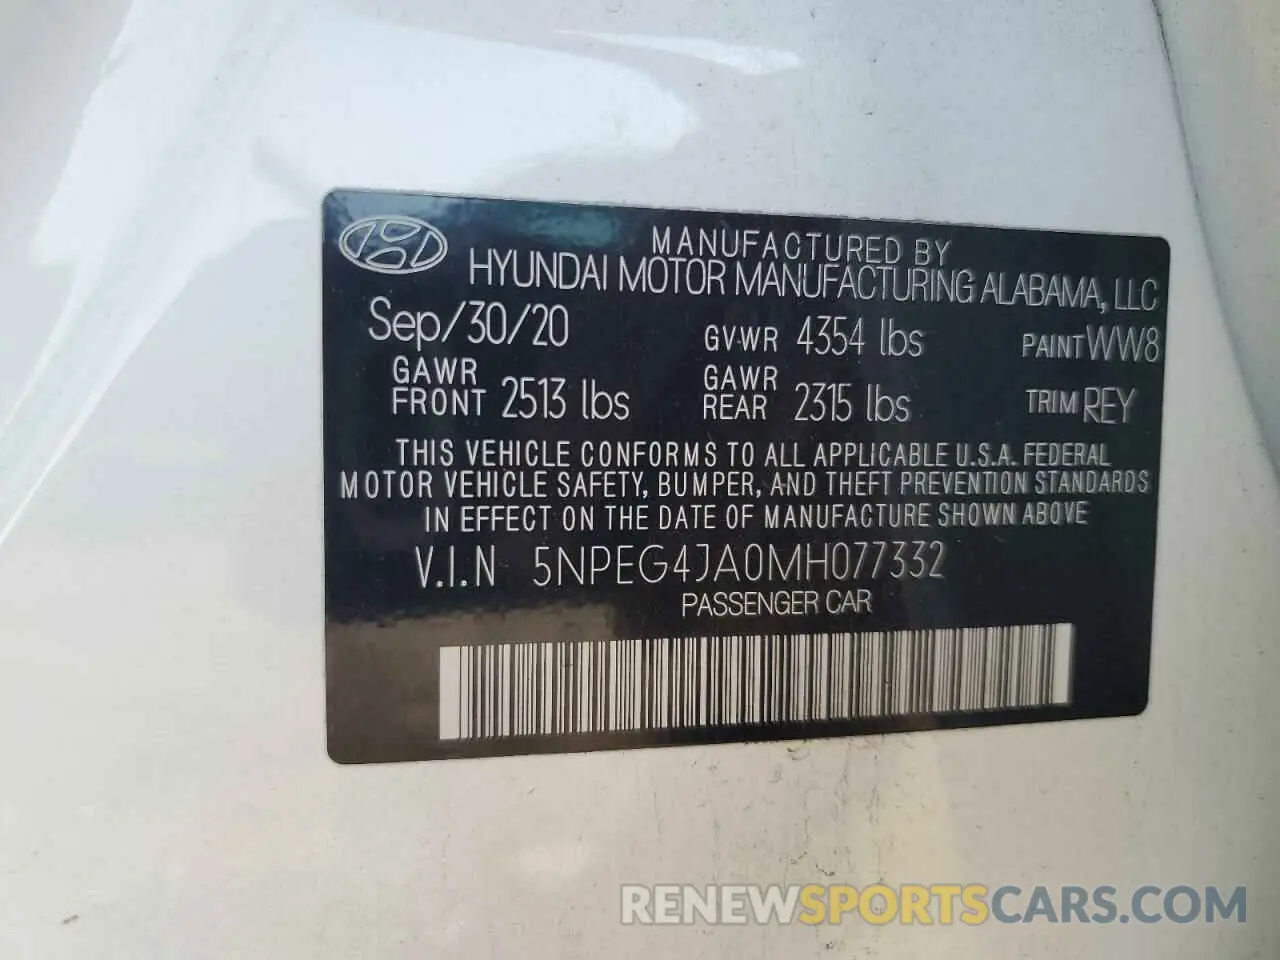 MANUFACTURED BY
HYUNDAI MOTOR MANUFACTURING ALABAMA, LLC
Sep/30/20 GVWR 4354 lbs PAINT WW8
GAWR FRONT 2513 lbs GAWR REAR 2315 lbs TRIM REY
THIS VEHICLE CONFORMS TO ALL APPLICABLE U.S.A. FEDERAL
MOTOR VEHICLE SAFETY, BUMPER, AND THEFT PREVENTION STANDARDS
IN EFFECT ON THE DATE OF MANUFACTURE SHOWN ABOVE
V.I.N 5NPEG4JA0MH077332
PASSENGER CAR
RENEWSPORTSCARS.COM